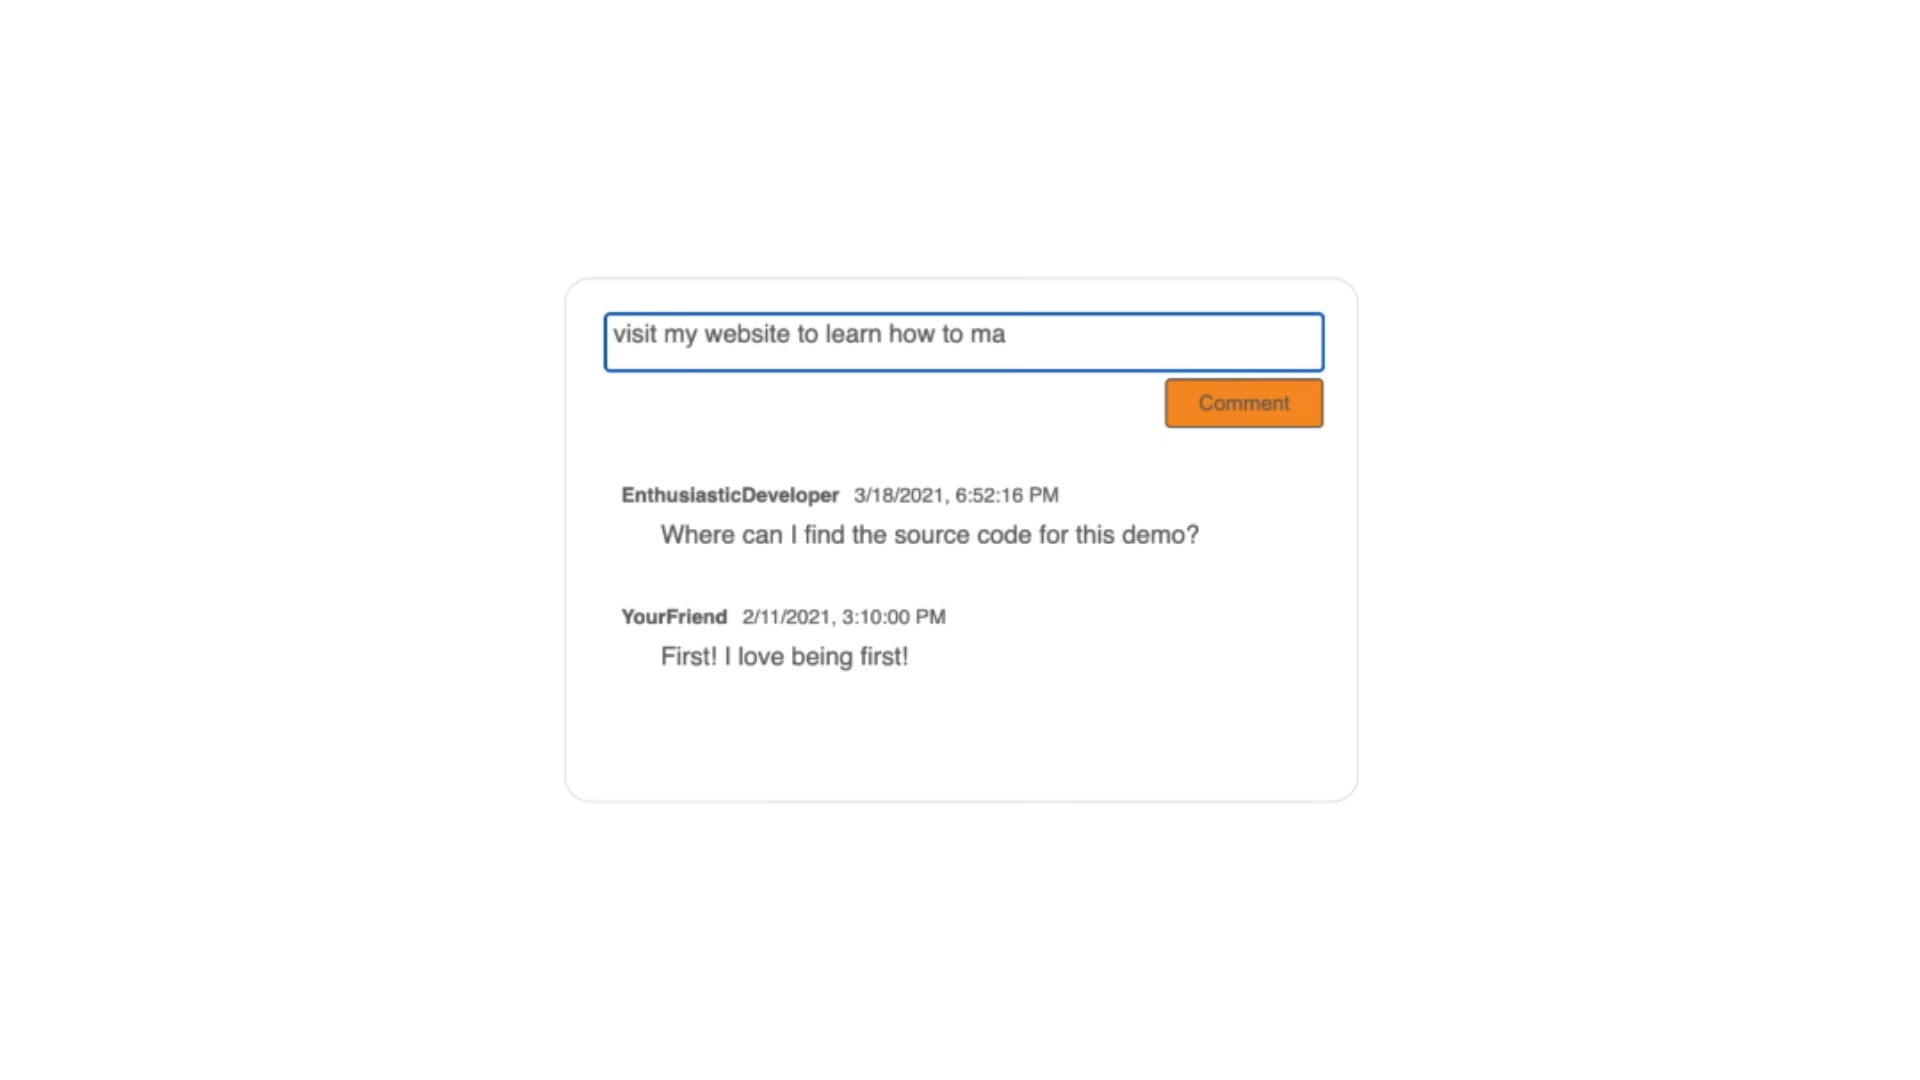 visit my website to learn how to ma
Comment
EnthusiasticDeveloper 3/18/2021, 6:52:16 PM
Where can I find the source code for this demo?
YourFriend 2/11/2021, 3:10:00 PM
First! I love being first!